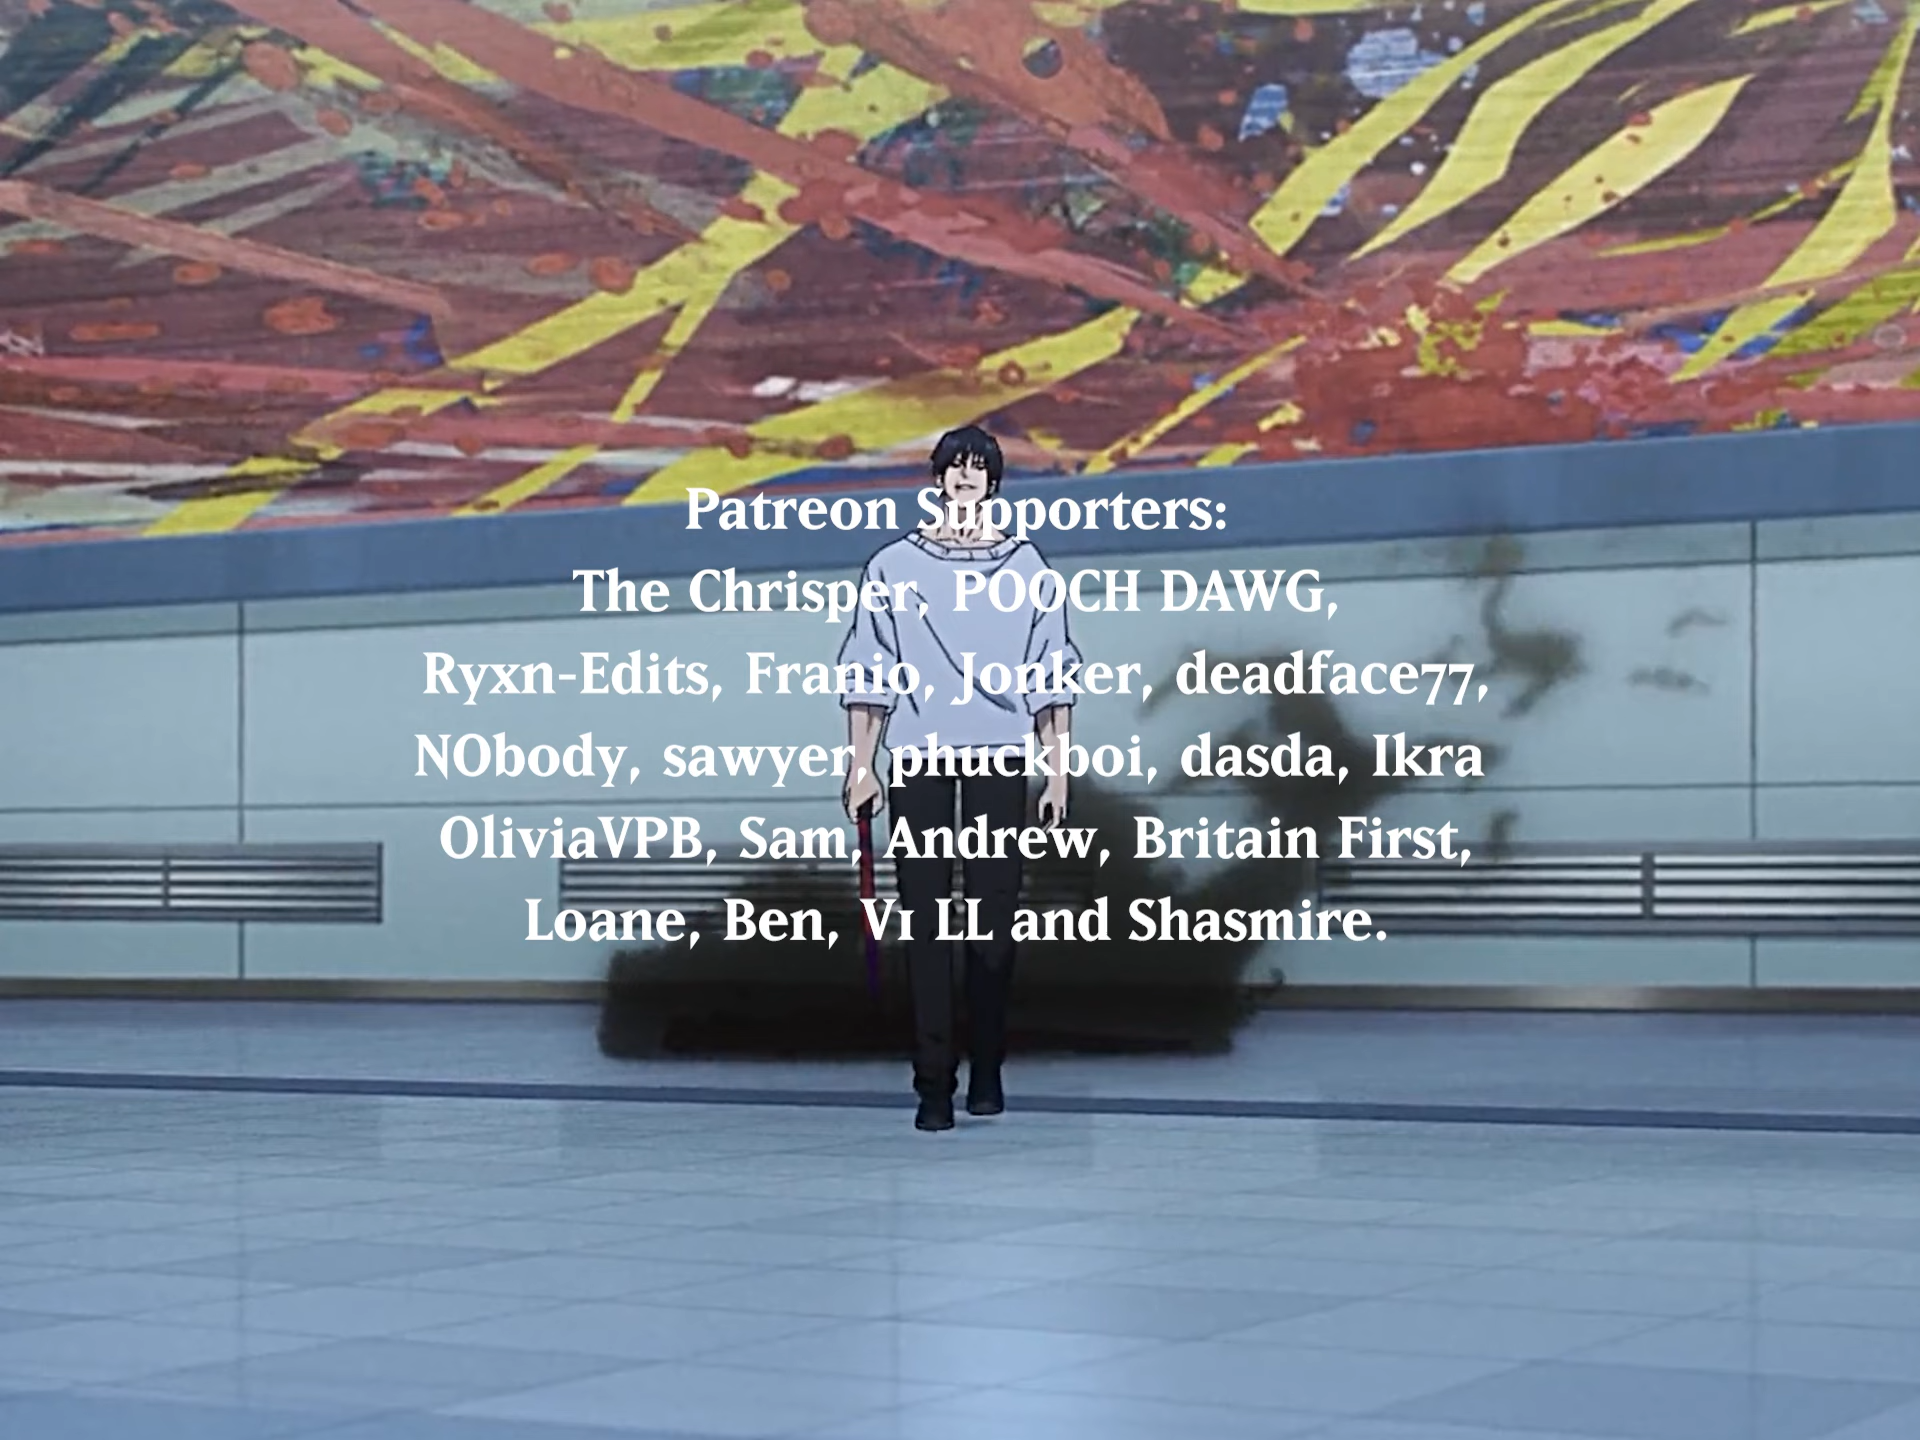 Patreon Supporters:
The Chrisper, POOCH DAWG,
Ryxn-Edits, Franio, Jonker, deadface77,
NObody, sawyer, phuckboi, dasda, Ikra
OliviaVPB, Sam, Andrew, Britain First,
Loane, Ben, V1 LL and Shasmire.